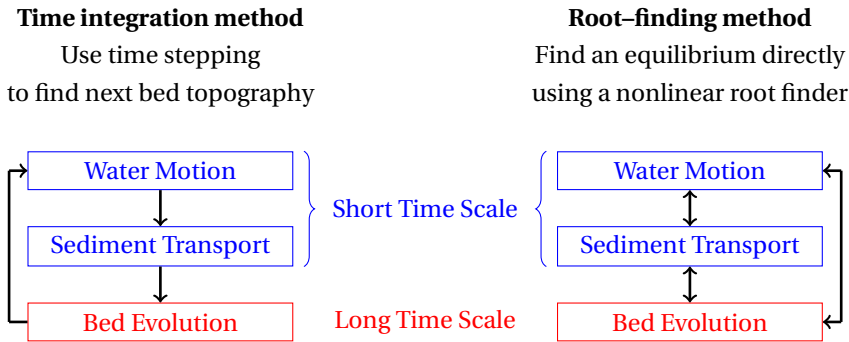 Time integration method
Use time stepping
to find next bed topography
Root–finding method
Find an equilibrium directly
using a nonlinear root finder
Water Motion
Sediment Transport
Bed Evolution
Short Time Scale
Long Time Scale
Water Motion
Sediment Transport
Bed Evolution